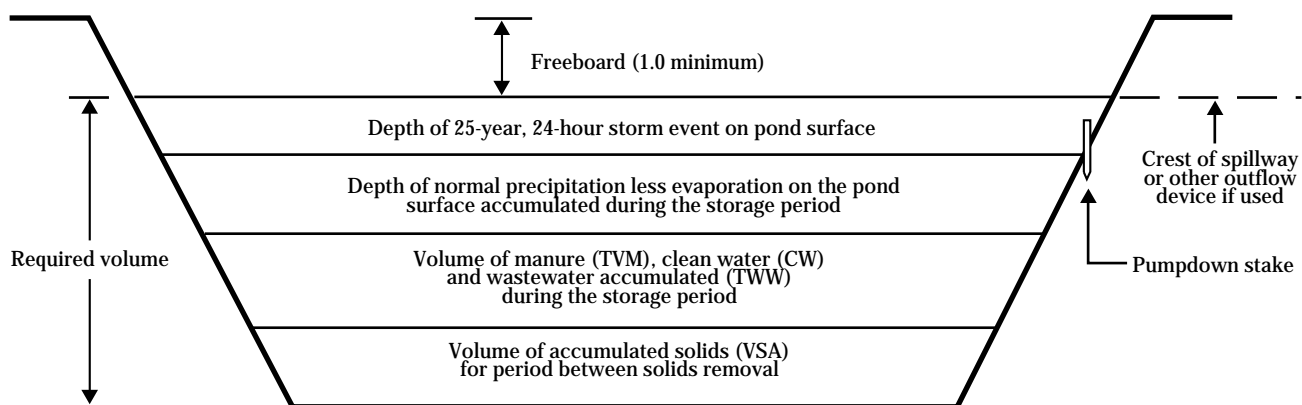 Freeboard (1.0 minimum)
Depth of 25-year, 24-hour storm event on pond surface
Crest of spillway
or other outflow
device if used
Depth of normal precipitation less evaporation on the pond
surface accumulated during the storage period
Required volume
Volume of manure (TVM), clean water (CW)
and wastewater accumulated (TWW)
during the storage period
Pumpdown stake
Volume of accumulated solids (VSA)
for period between solids removal